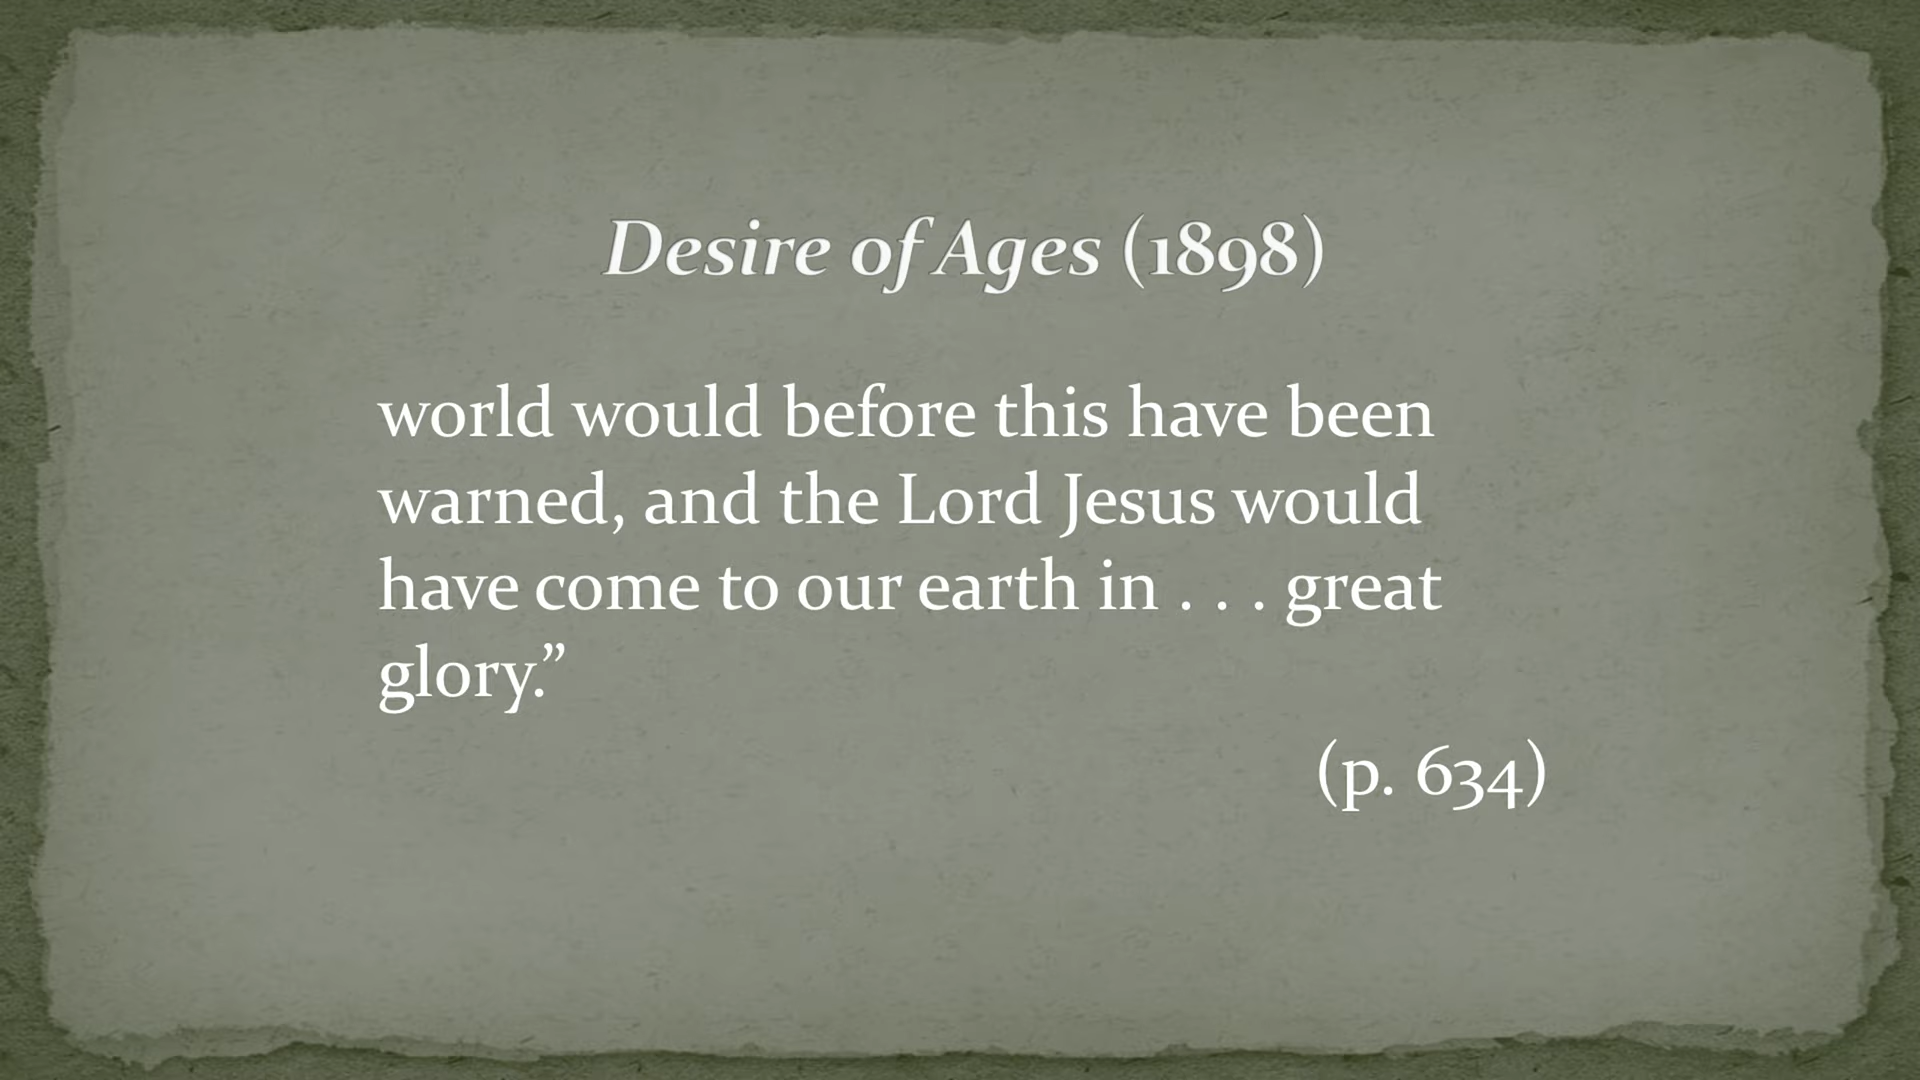 Desire of Ages (1898)
world would before this have been
warned, and the Lord Jesus would
have come to our earth in . . . great
glory.”
(p. 634)